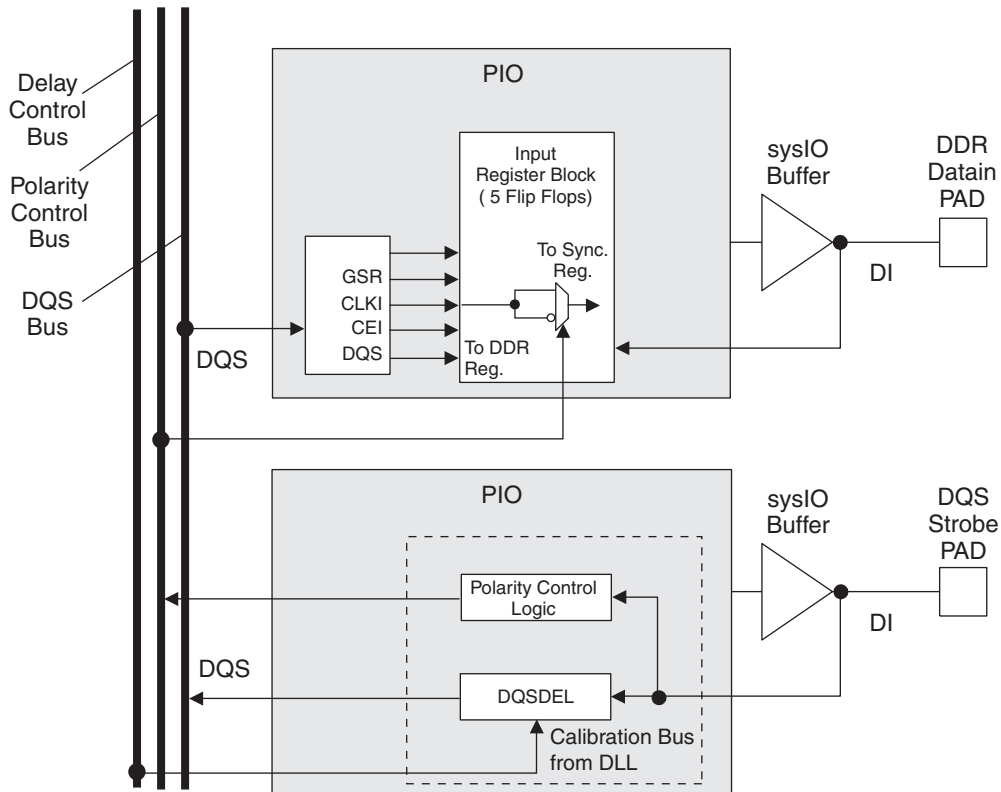 Delay
Control
Bus
Polarity
Control
Bus
DQS
Bus
PIO
Input
Register Block
( 5 Flip Flops)
To Sync.
Reg.
GSR
CLKI
CEI
DQS
To DDR
Reg.
DQS
sysIO
Buffer
DDR
Datain
PAD
DI
PIO
Polarity Control
Logic
DQSDEL
Calibration Bus
from DLL
DQS
sysIO
Buffer
DQS
Strobe
PAD
DI